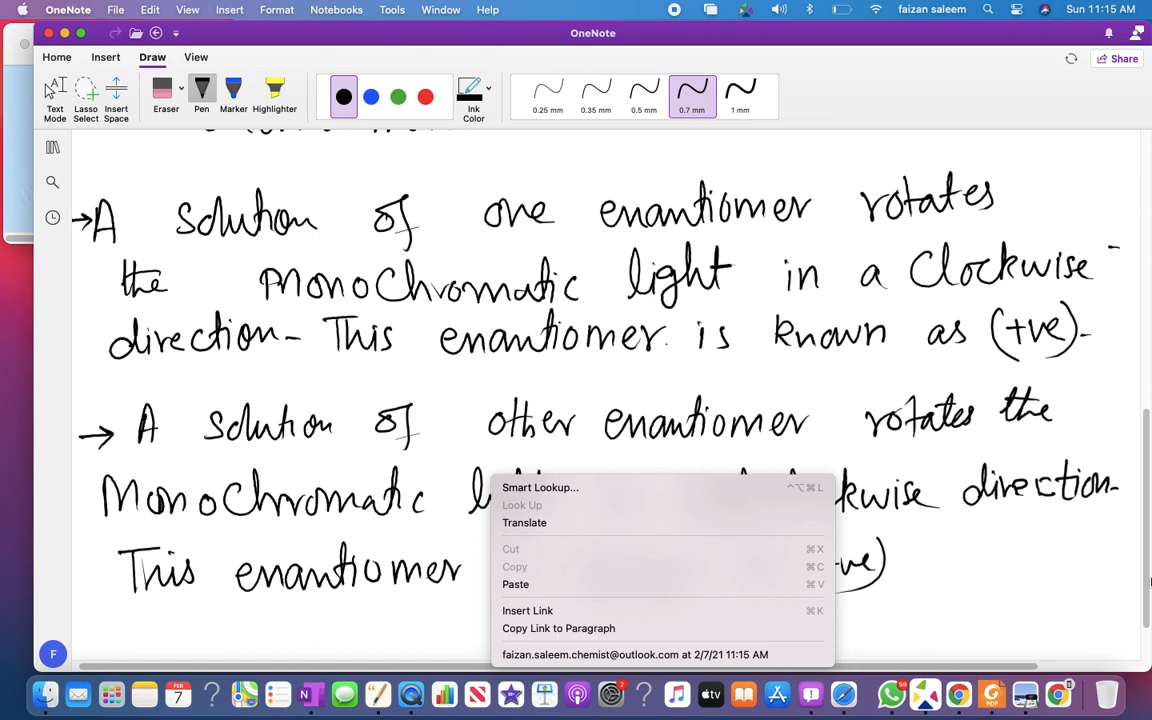 OneNote File Edit View Insert Format Notebooks Tools Window Help faizan saleem Sun 11:15 AM
OneNote
Home Insert Draw View Share
Text Mode Lasso Select Insert Space Eraser Pen Marker Highlighter Ink Color 0.25 mm 0.35 mm 0.5 mm 0.7 mm 1 mm
→A solution of one enantiomer rotates
the Monochromatic light in a Clockwise
direction- This enantiomer. is known as (+ve)-
→ A solution of other enantiomer rotates the
Monochromatic kwise direction-
This enantiomer ve)
Smart Lookup... ^⌥⌘L
Look Up
Translate
Cut ⌘X
Copy ⌘C
Paste ⌘V
Insert Link ⌘K
Copy Link to Paragraph
faizan.saleem.chemist@outlook.com at 2/7/21 11:15 AM
F
FEB 7
2
99
PDF